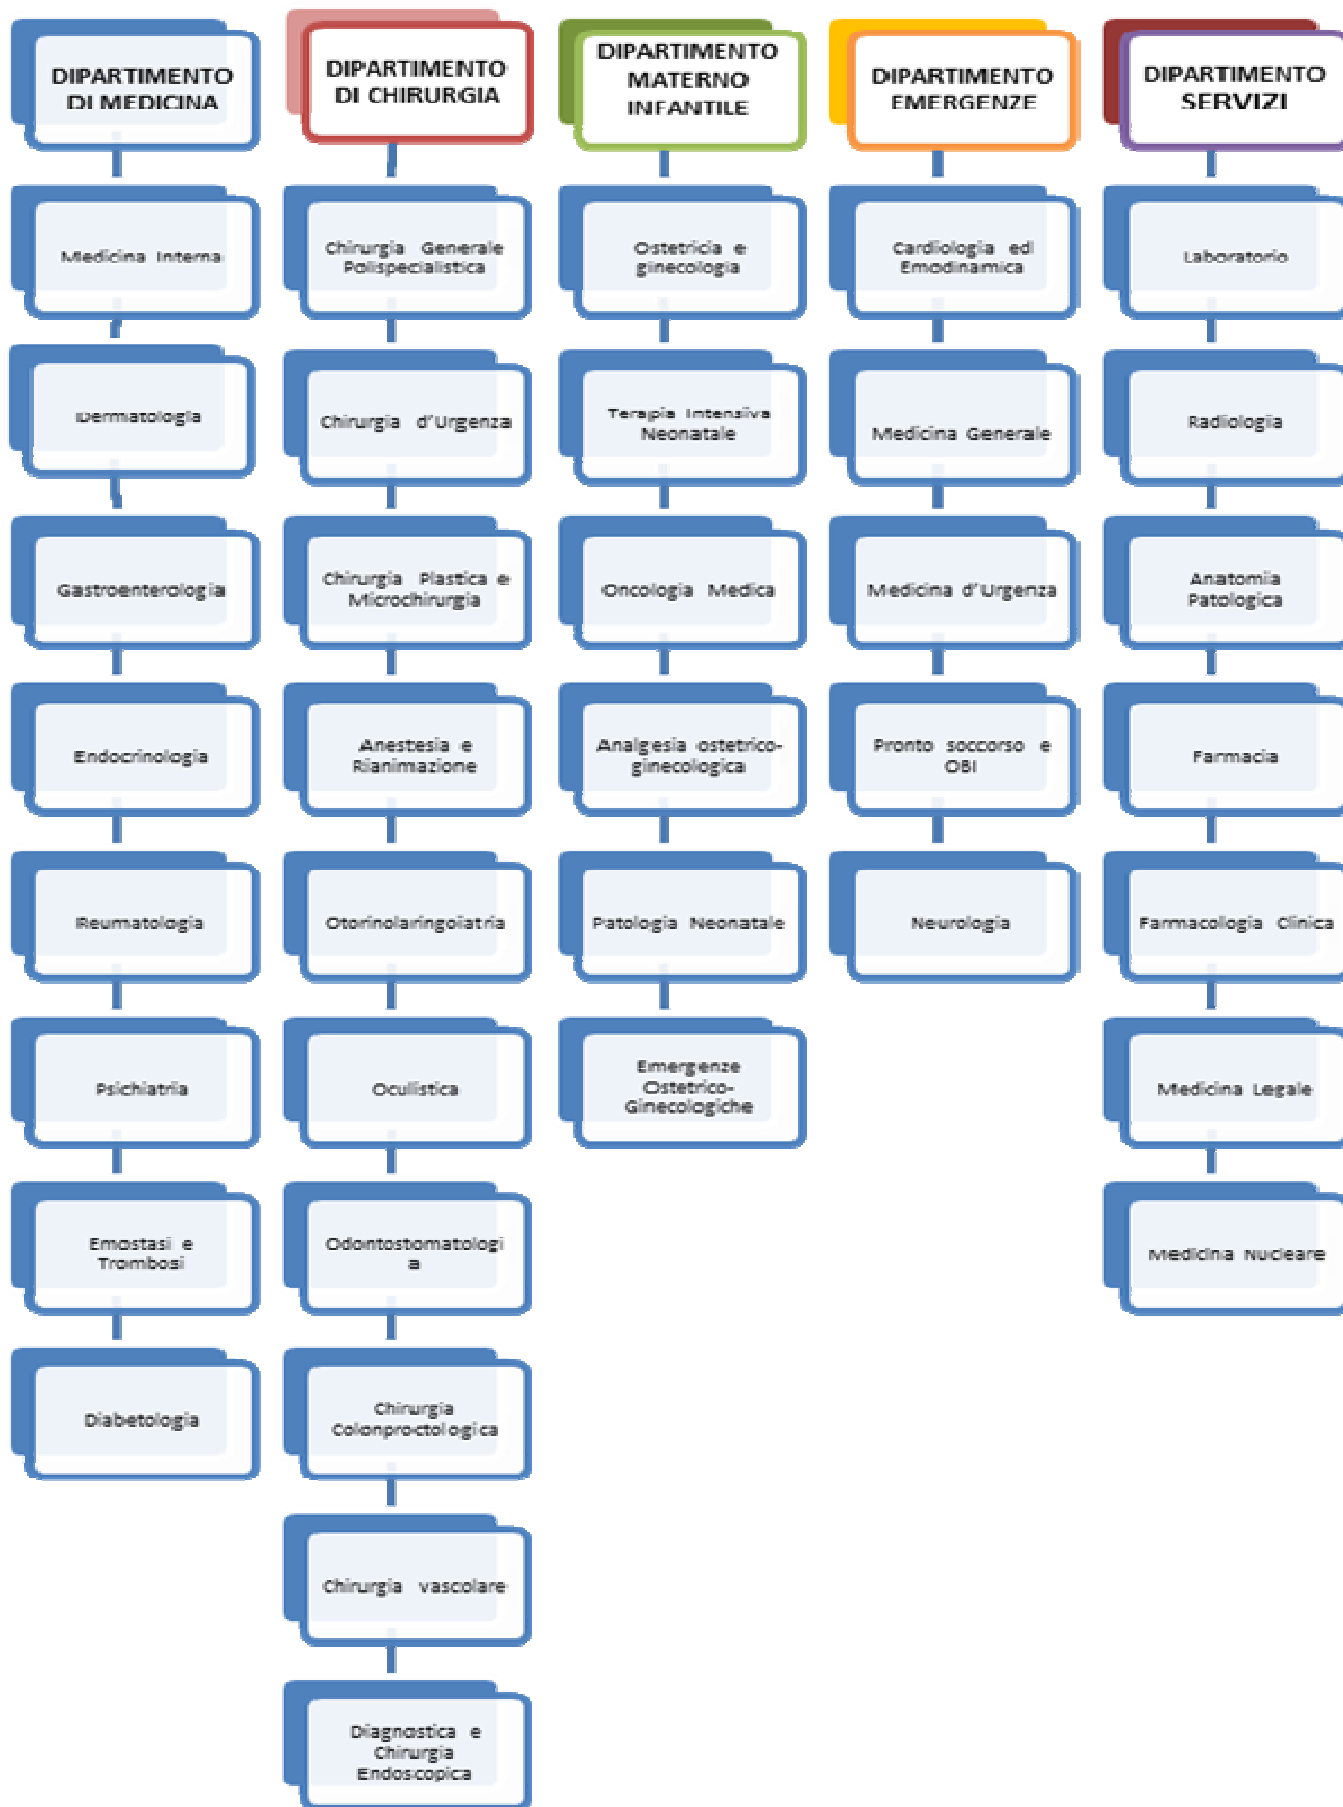 DIPARTIMENTO
DI MEDICINA
Medicina Interna
Dermatologia
Gastroenterologia
Endocrinologia
Reumatologia
Psichiatria
Emostasi e
Trombosi
Diabetologia
DIPARTIMENTO
DI CHIRURGIA
Chirurgia Generale
Polispecialistica
Chirurgia d'Urgenza
Chirurgia Plastica e
Microchirurgia
Anestesia e
Rianimazione
Otorinolaringoiatria
Oculistica
Odontostomatologi
a
Chirurgia
Colonproctologica
Chirurgia vascolare
Diagnostica e
Chirurgia
Endoscopica
DIPARTIMENTO
MATERNO
INFANTILE
Ostetricia e
ginecologia
Terapia Intensiva
Neonatale
Oncologia Medica
Analgesia ostetrico-
ginecologica
Patologia Neonatale
Emergenze
Ostetrico-
Ginecologiche
DIPARTIMENTO
EMERGENZE
Cardiologia ed
Emodinamica
Medicina Generale
Medicina d'Urgenza
Pronto soccorso e
OBI
Neurologia
DIPARTIMENTO
SERVIZI
Laboratorio
Radiologia
Anatomia
Patologica
Farmacia
Farmacologia Clinica
Medicina Legale
Medicina Nucleare